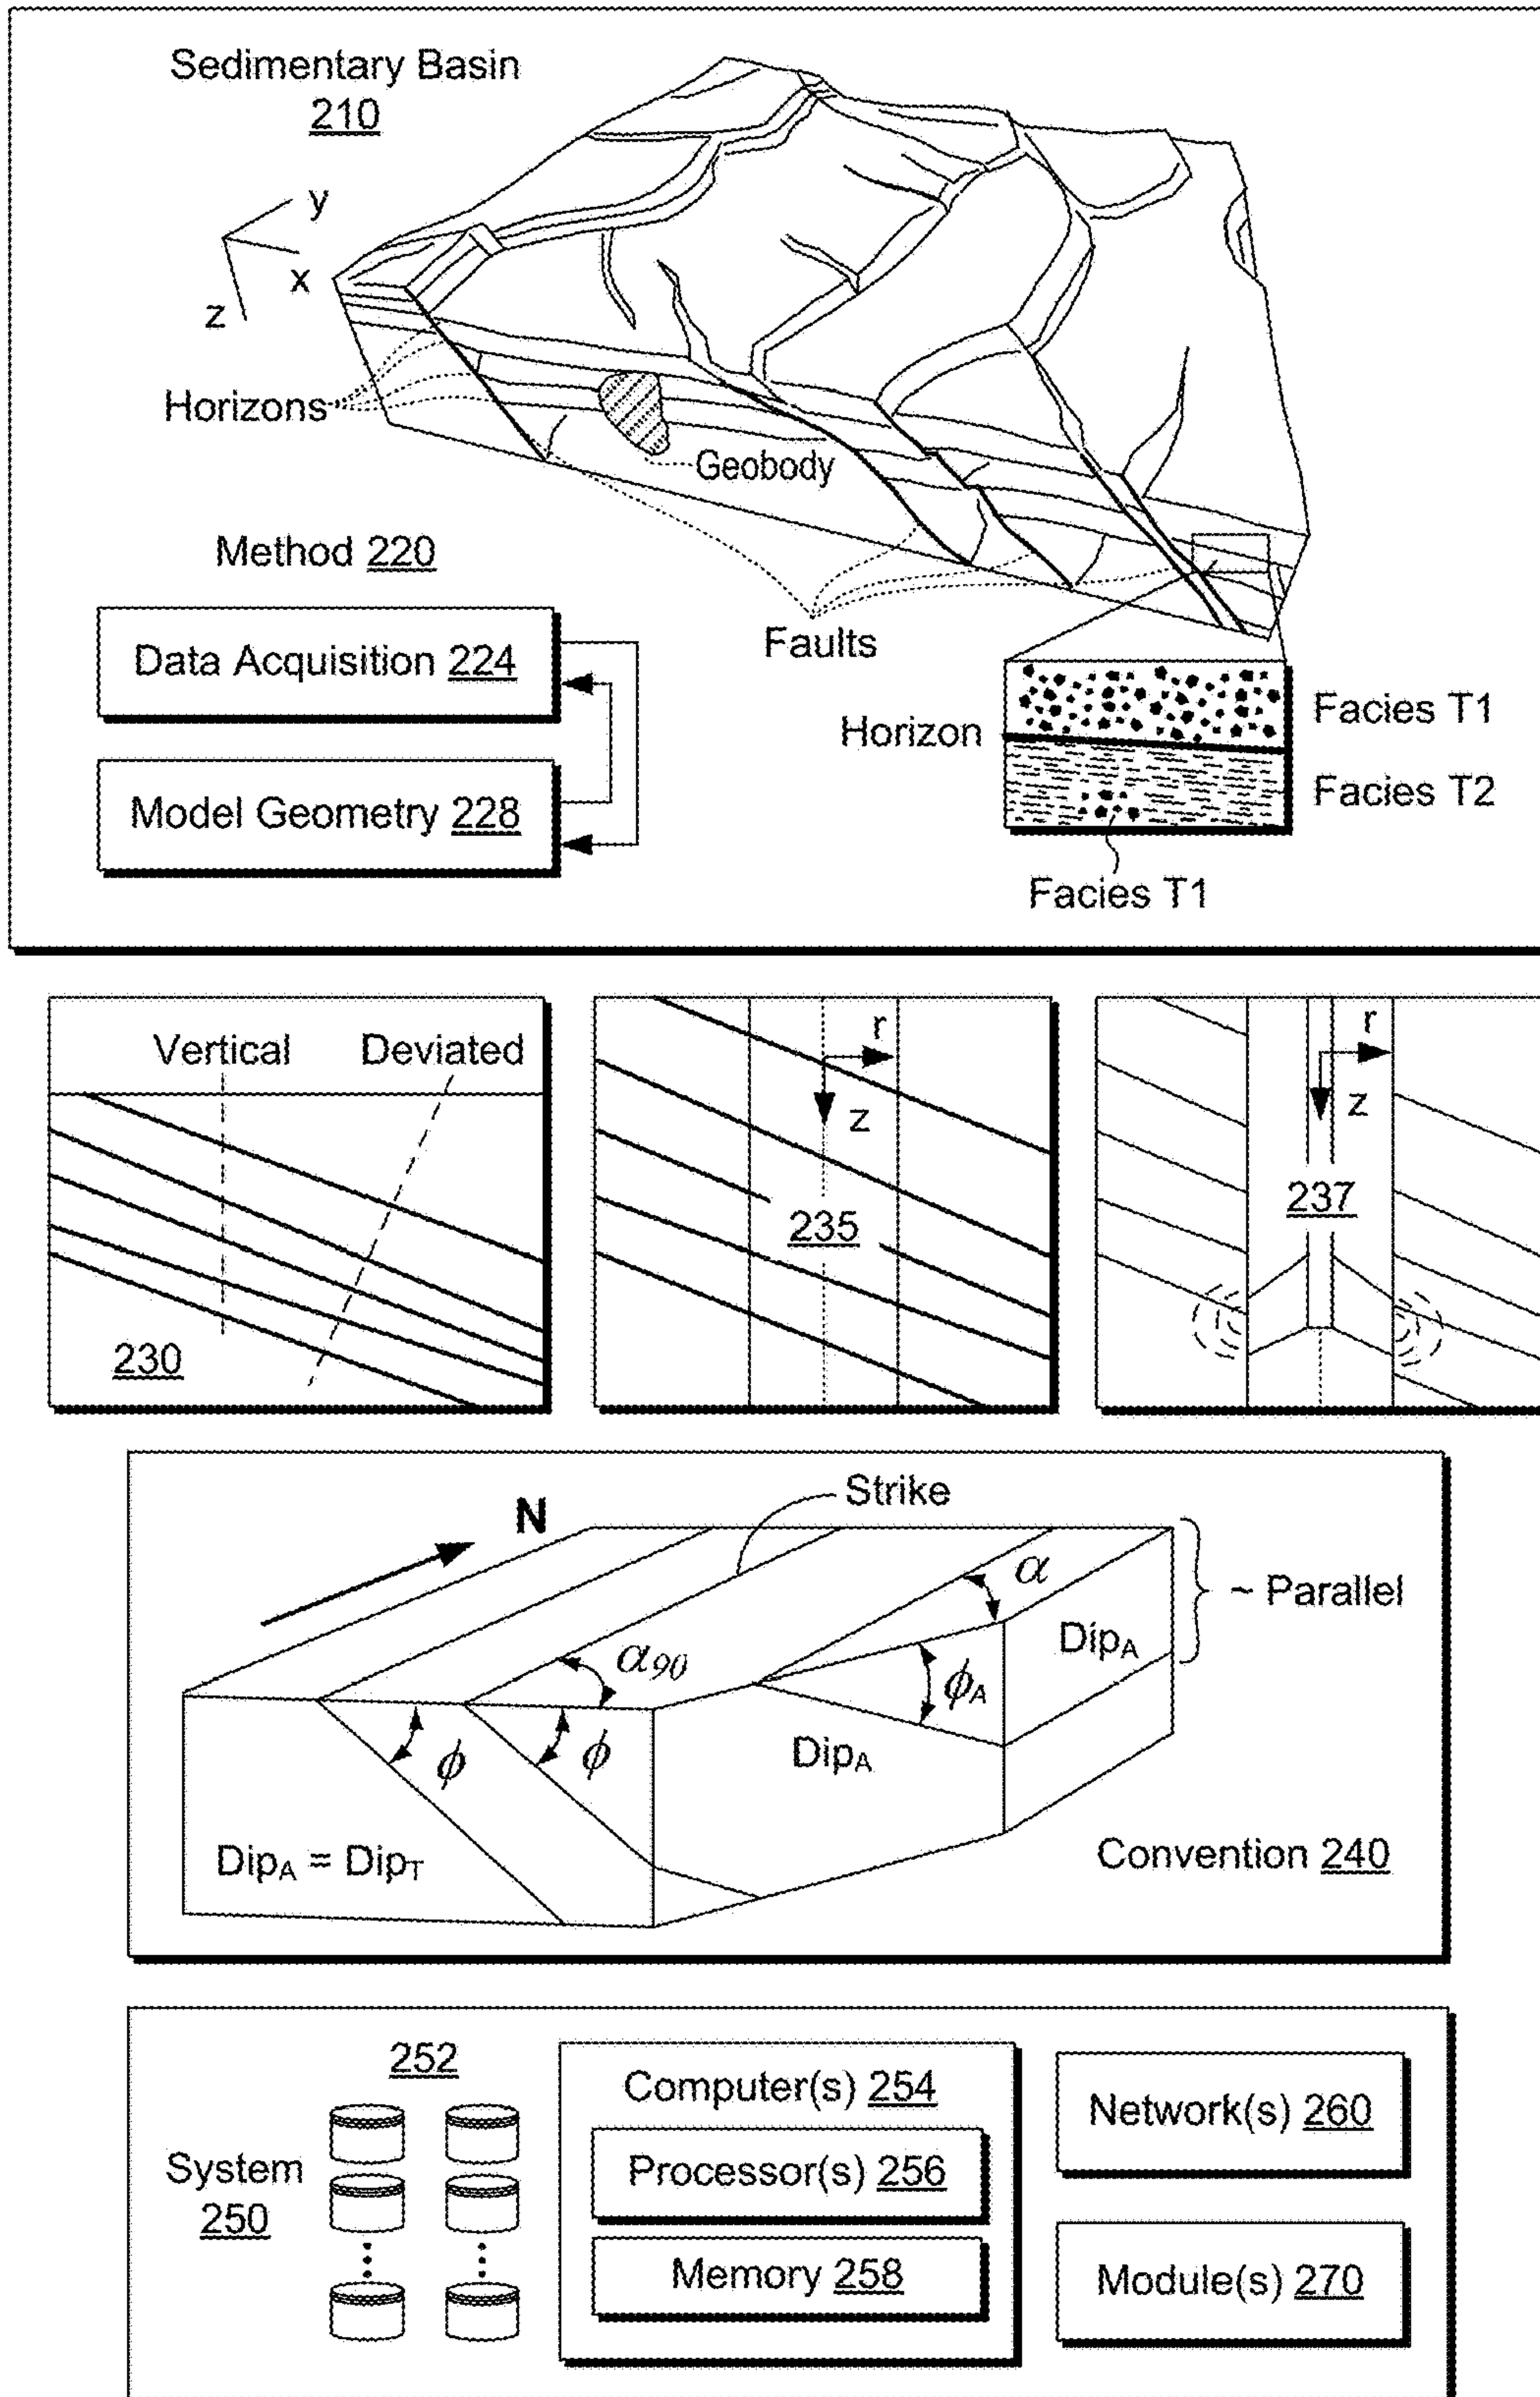 Sedimentary Basin
210
y
x
z
Horizons
Geobody
Method 220
Faults
Data Acquisition 224
Model Geometry 228
Horizon
Facies T1
Facies T2
Facies T1
Vertical
Deviated
230
r
z
235
r
z
237
N
Strike
α
~ Parallel
α90
DipA
ϕA
ϕ
ϕ
DipA
DipA = DipT
Convention 240
252
System
250
Computer(s) 254
Processor(s) 256
Memory 258
Network(s) 260
Module(s) 270